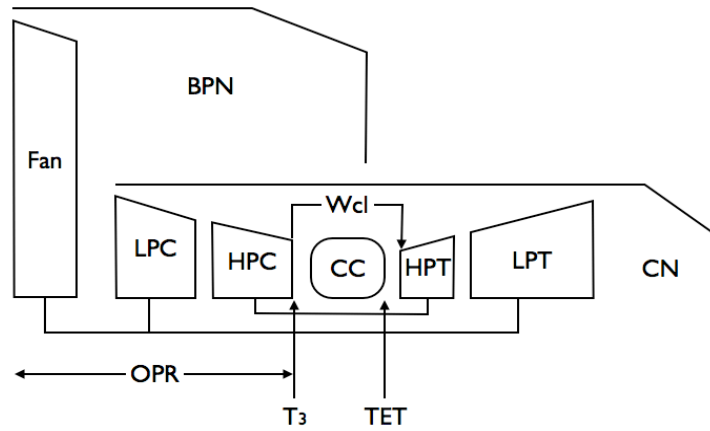 BPN
Fan
Wcl
LPC
HPC
CC
HPT
LPT
CN
OPR
T3
TET